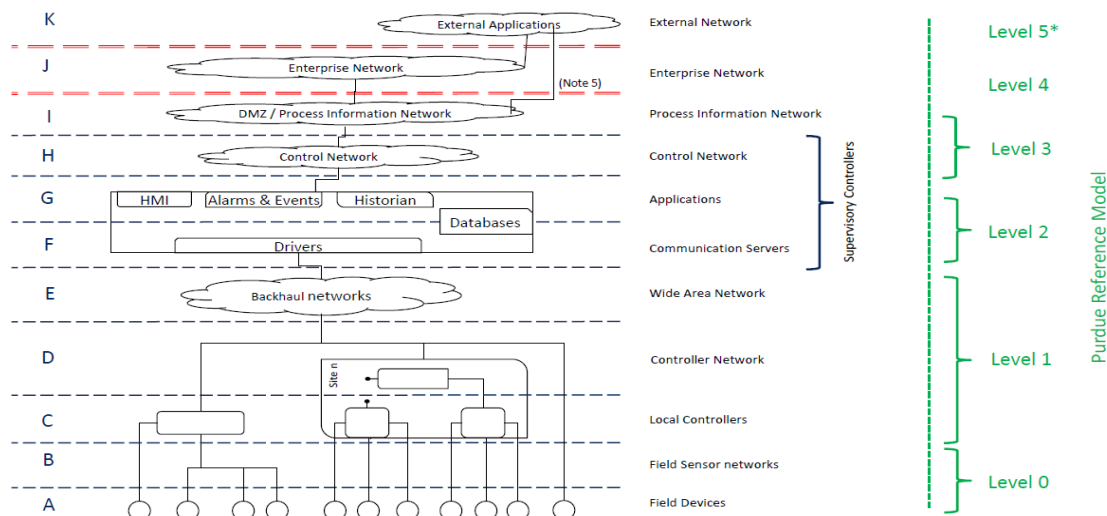 K External Applications External Network Level 5*
J Enterprise Network Enterprise Network Level 4
(Note 5)
I DMZ / Process Information Network Process Information Network
H Control Network Control Network Level 3
G HMI Alarms & Events Historian Applications
Databases Level 2
F Drivers Communication Servers
Supervisory Controllers
E Backhaul networks Wide Area Network
D Site n Controller Network Level 1
C Local Controllers
B Field Sensor networks
Level 0
A Field Devices
Purdue Reference Model